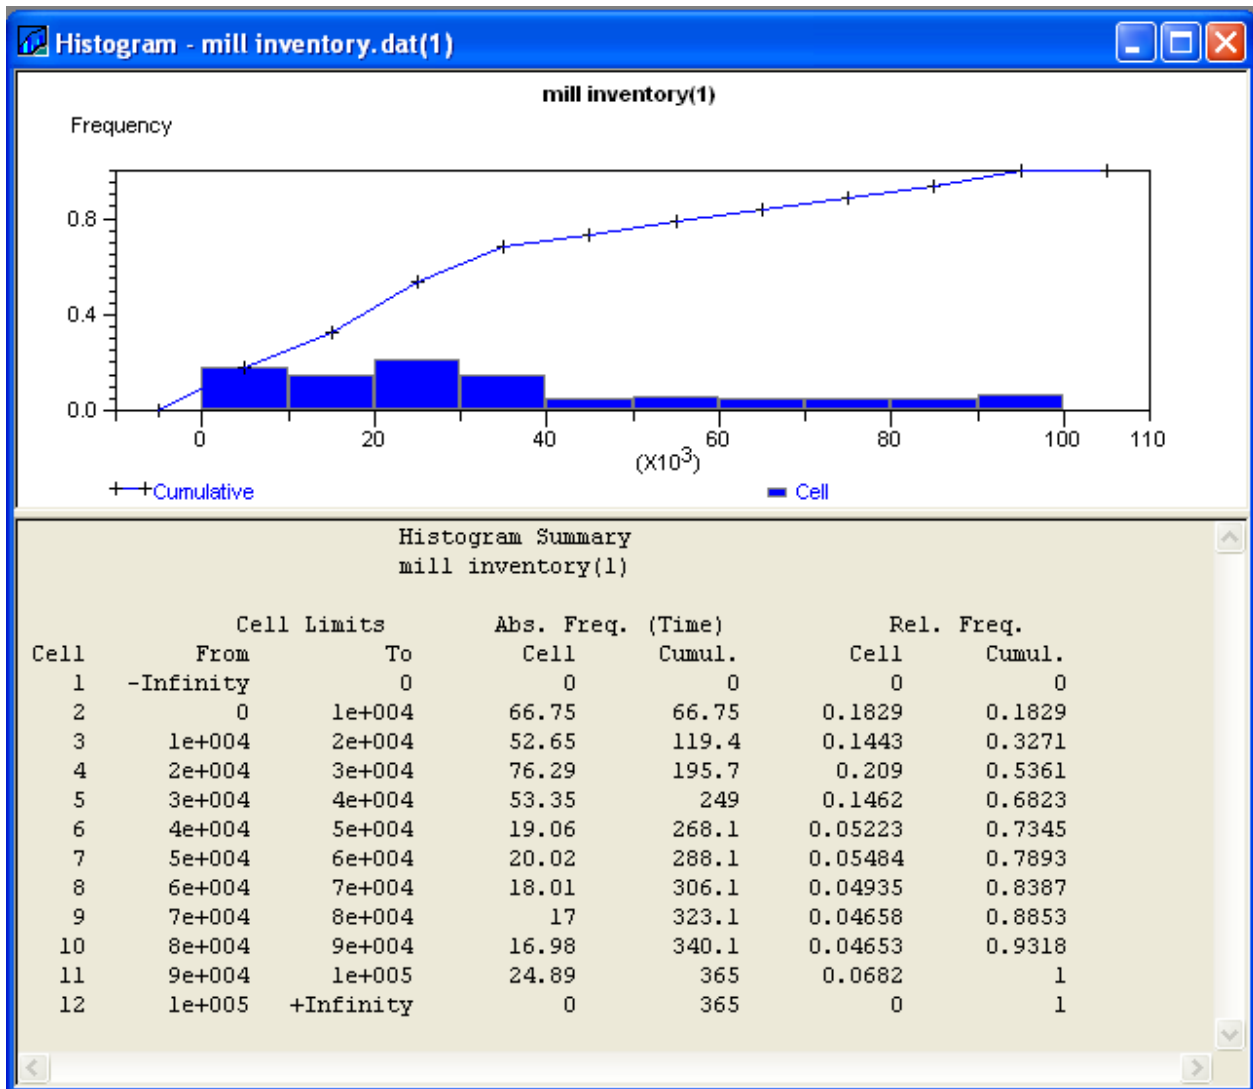 Histogram - mill inventory.dat(1)
mill inventory(1)
Frequency
0.8
0.4
0.0
0 20 40 60 80 100 110
(X10³)
Cumulative Cell
Histogram Summary
mill inventory(1)
Cell Limits Abs. Freq. (Time) Rel. Freq.
Cell From To Cell Cumul. Cell Cumul.
1 -Infinity 0 0 0 0 0
2 0 1e+004 66.75 66.75 0.1829 0.1829
3 1e+004 2e+004 52.65 119.4 0.1443 0.3271
4 2e+004 3e+004 76.29 195.7 0.209 0.5361
5 3e+004 4e+004 53.35 249 0.1462 0.6823
6 4e+004 5e+004 19.06 268.1 0.05223 0.7345
7 5e+004 6e+004 20.02 288.1 0.05484 0.7893
8 6e+004 7e+004 18.01 306.1 0.04935 0.8387
9 7e+004 8e+004 17 323.1 0.04658 0.8853
10 8e+004 9e+004 16.98 340.1 0.04653 0.9318
11 9e+004 1e+005 24.89 365 0.0682 1
12 1e+005 +Infinity 0 365 0 1